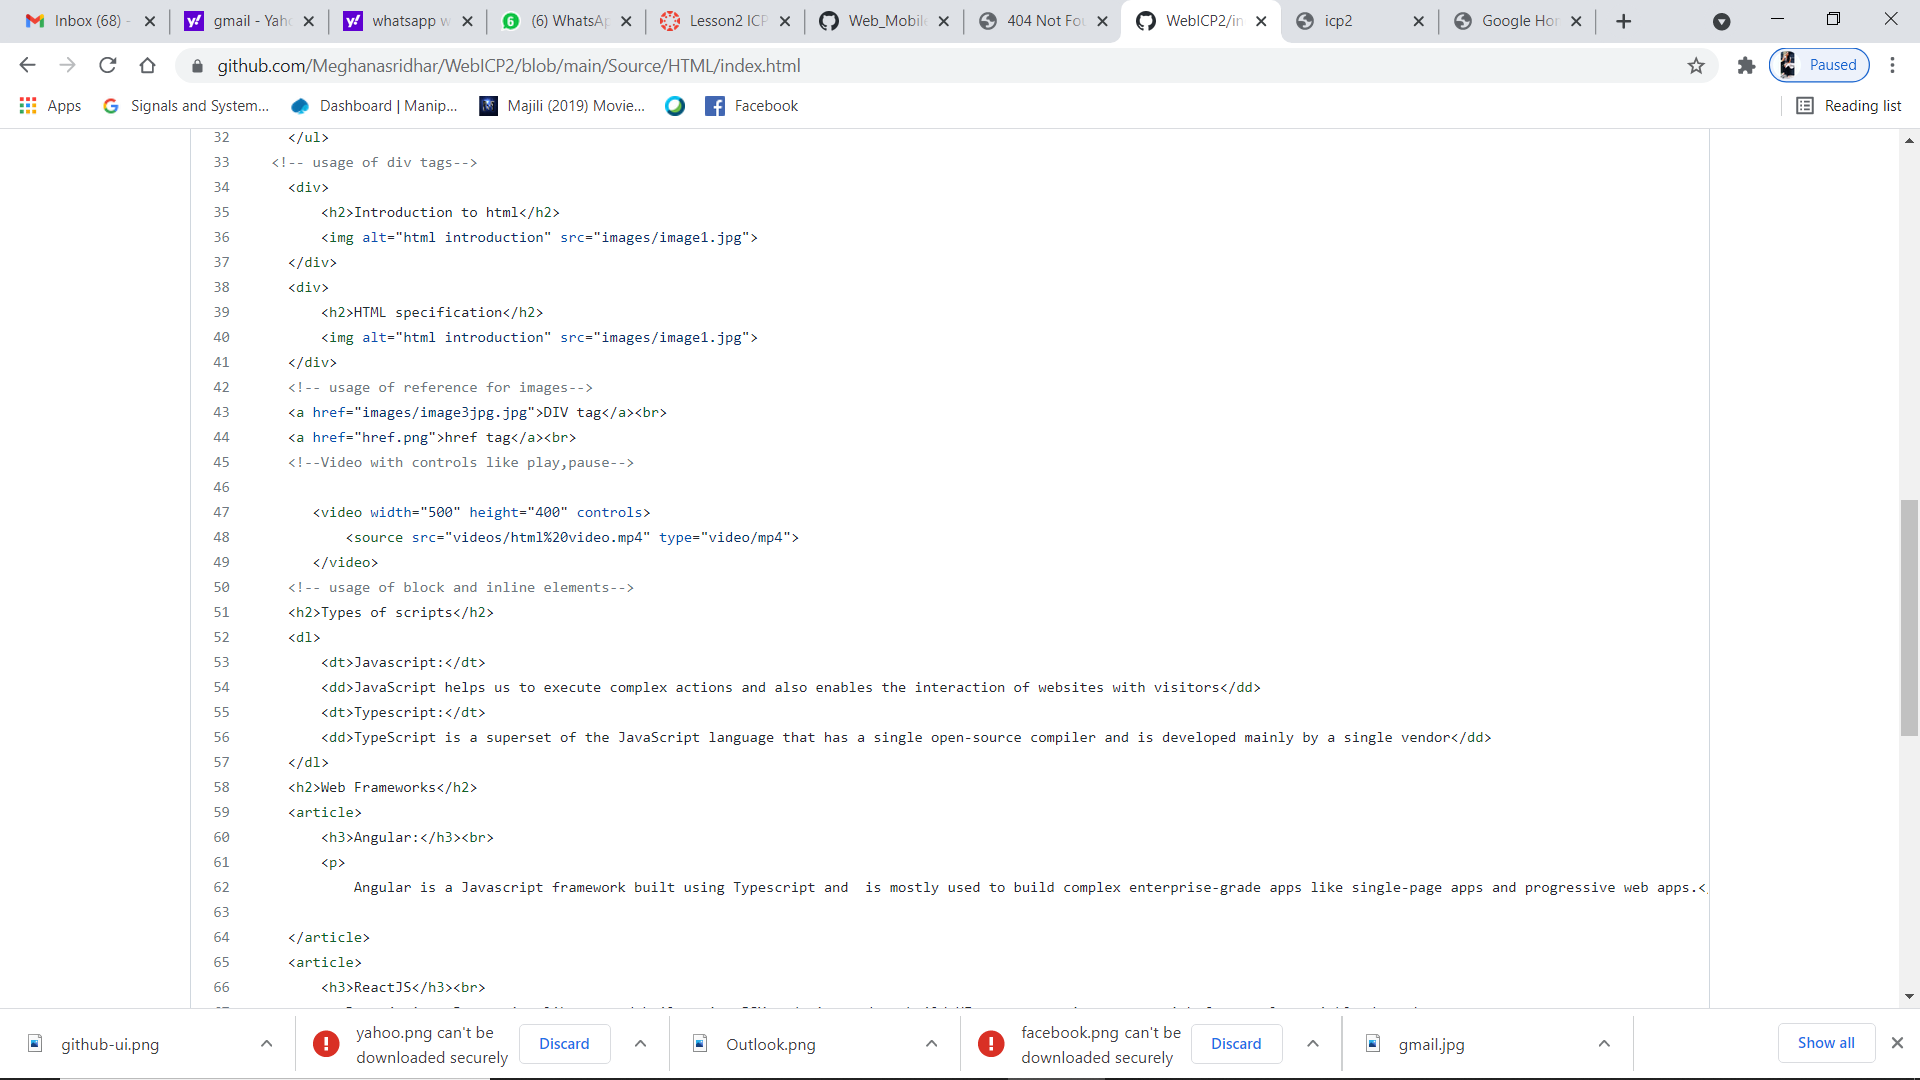 Inbox (68) -
gmail - Yah
whatsapp w
(6) WhatsAp
Lesson2 ICP
Web_Mobile
404 Not Fou
WebICP2/in
icp2
Google Hor
github.com/Meghanasridhar/WebICP2/blob/main/Source/HTML/index.html
Paused
Apps
Signals and System...
Dashboard | Manip...
Majili (2019) Movie...
Facebook
Reading list
32 </ul>
33 <!-- usage of div tags-->
34 <div>
35 <h2>Introduction to html</h2>
36 <img alt="html introduction" src="images/image1.jpg">
37 </div>
38 <div>
39 <h2>HTML specification</h2>
40 <img alt="html introduction" src="images/image1.jpg">
41 </div>
42 <!-- usage of reference for images-->
43 <a href="images/image3jpg.jpg">DIV tag</a><br>
44 <a href="href.png">href tag</a><br>
45 <!--Video with controls like play,pause-->
46
47 <video width="500" height="400" controls>
48 <source src="videos/html%20video.mp4" type="video/mp4">
49 </video>
50 <!-- usage of block and inline elements-->
51 <h2>Types of scripts</h2>
52 <dl>
53 <dt>Javascript:</dt>
54 <dd>JavaScript helps us to execute complex actions and also enables the interaction of websites with visitors</dd>
55 <dt>Typescript:</dt>
56 <dd>TypeScript is a superset of the JavaScript language that has a single open-source compiler and is developed mainly by a single vendor</dd>
57 </dl>
58 <h2>Web Frameworks</h2>
59 <article>
60 <h3>Angular:</h3><br>
61 <p>
62 Angular is a Javascript framework built using Typescript and  is mostly used to build complex enterprise-grade apps like single-page apps and progressive web apps.<
63
64 </article>
65 <article>
66 <h3>ReactJS</h3><br>
github-ui.png
yahoo.png can't be
downloaded securely
Discard
Outlook.png
facebook.png can't be
downloaded securely
Discard
gmail.jpg
Show all